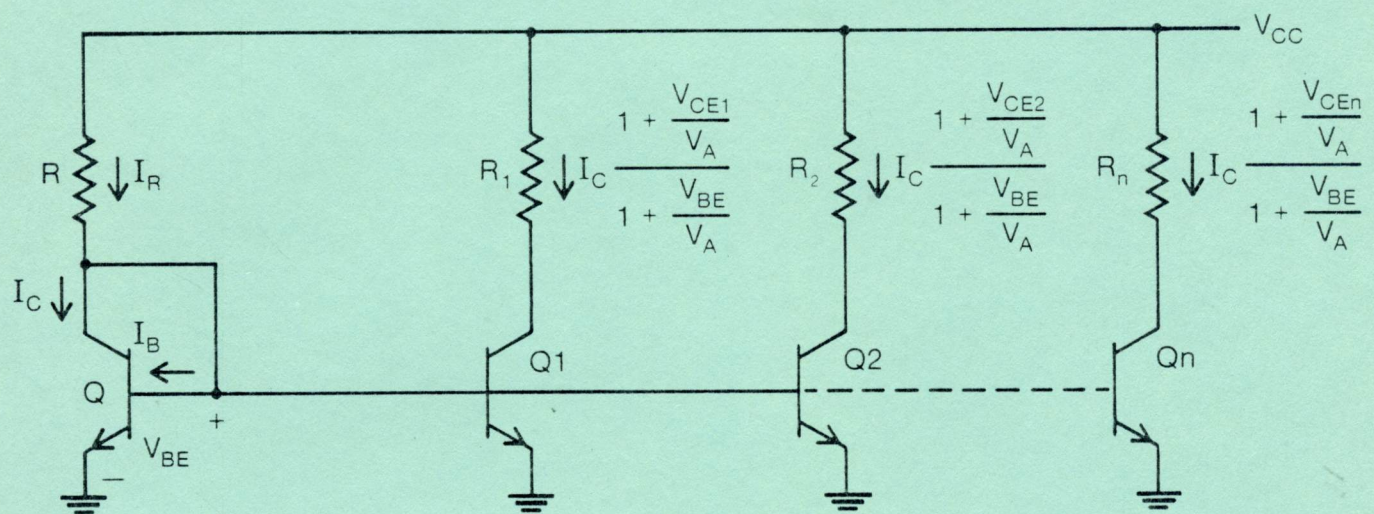 V_CC
R
I_R
R_1
I_C
1 + V_CE1/V_A
1 + V_BE/V_A
R_2
I_C
1 + V_CE2/V_A
1 + V_BE/V_A
R_n
I_C
1 + V_CEn/V_A
1 + V_BE/V_A
I_C
I_B
Q
+
V_BE
−
Q1
Q2
Qn